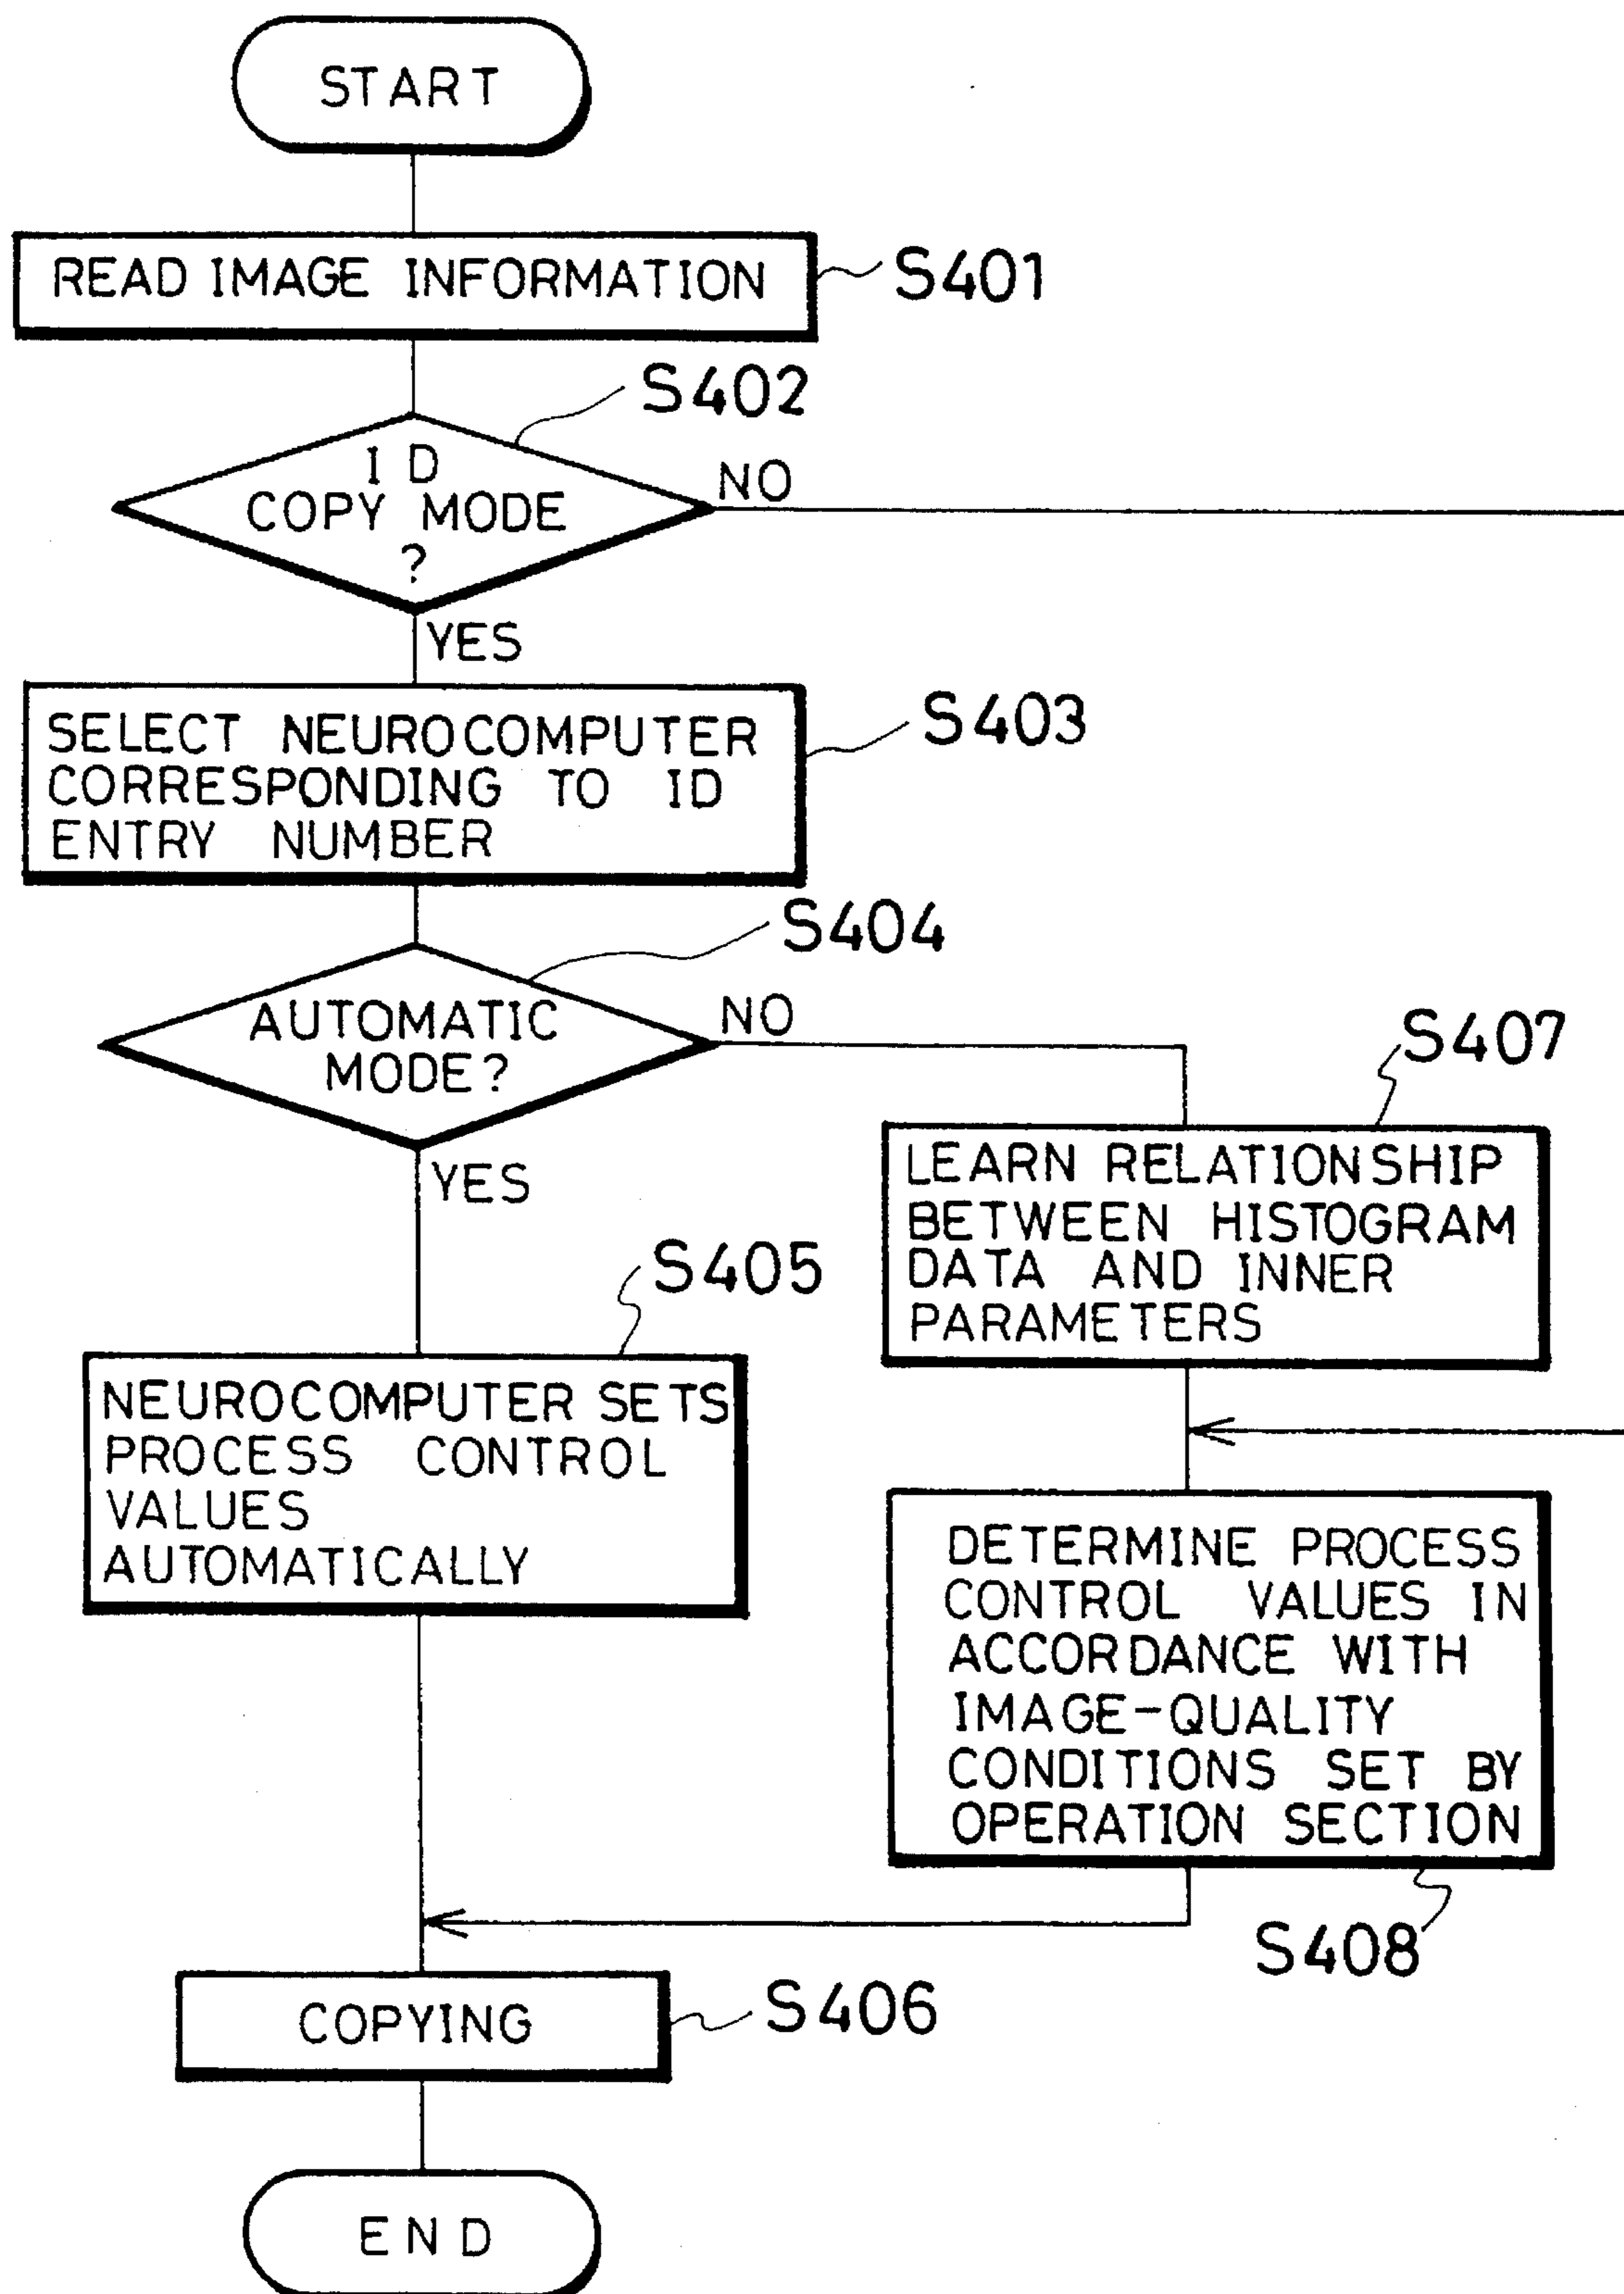 START
READ IMAGE INFORMATION
S401
S402
I D
COPY MODE
?
NO
YES
SELECT NEUROCOMPUTER
CORRESPONDING TO ID
ENTRY NUMBER
S403
S404
AUTOMATIC
MODE?
NO
YES
S407
LEARN RELATIONSHIP
BETWEEN HISTOGRAM
DATA AND INNER
PARAMETERS
S405
NEUROCOMPUTER SETS
PROCESS CONTROL
VALUES
AUTOMATICALLY
DETERMINE PROCESS
CONTROL VALUES IN
ACCORDANCE WITH
IMAGE-QUALITY
CONDITIONS SET BY
OPERATION SECTION
S408
COPYING
S406
END